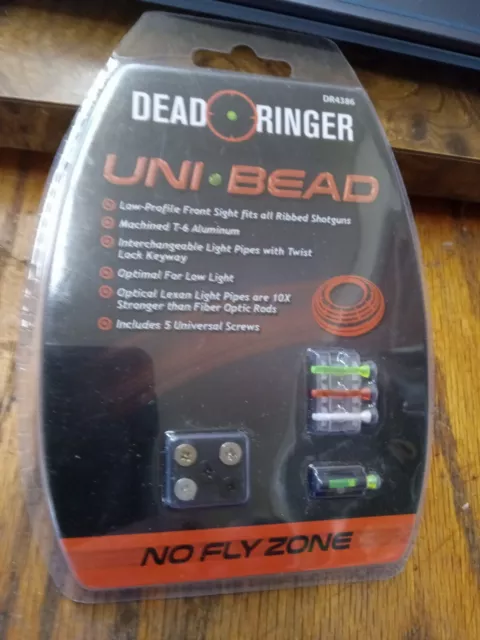 DR4386
DEAD RINGER
UNI•BEAD
Low-Profile Front Sight fits all Ribbed Shotguns
Machined T-6 Aluminum
Interchangeable Light Pipes with Twist
Lock Keyway
Optimal For Low Light
Optical Lexan Light Pipes are 10X
Stronger than Fiber Optic Rods
Includes 5 Universal Screws
NO FLY ZONE